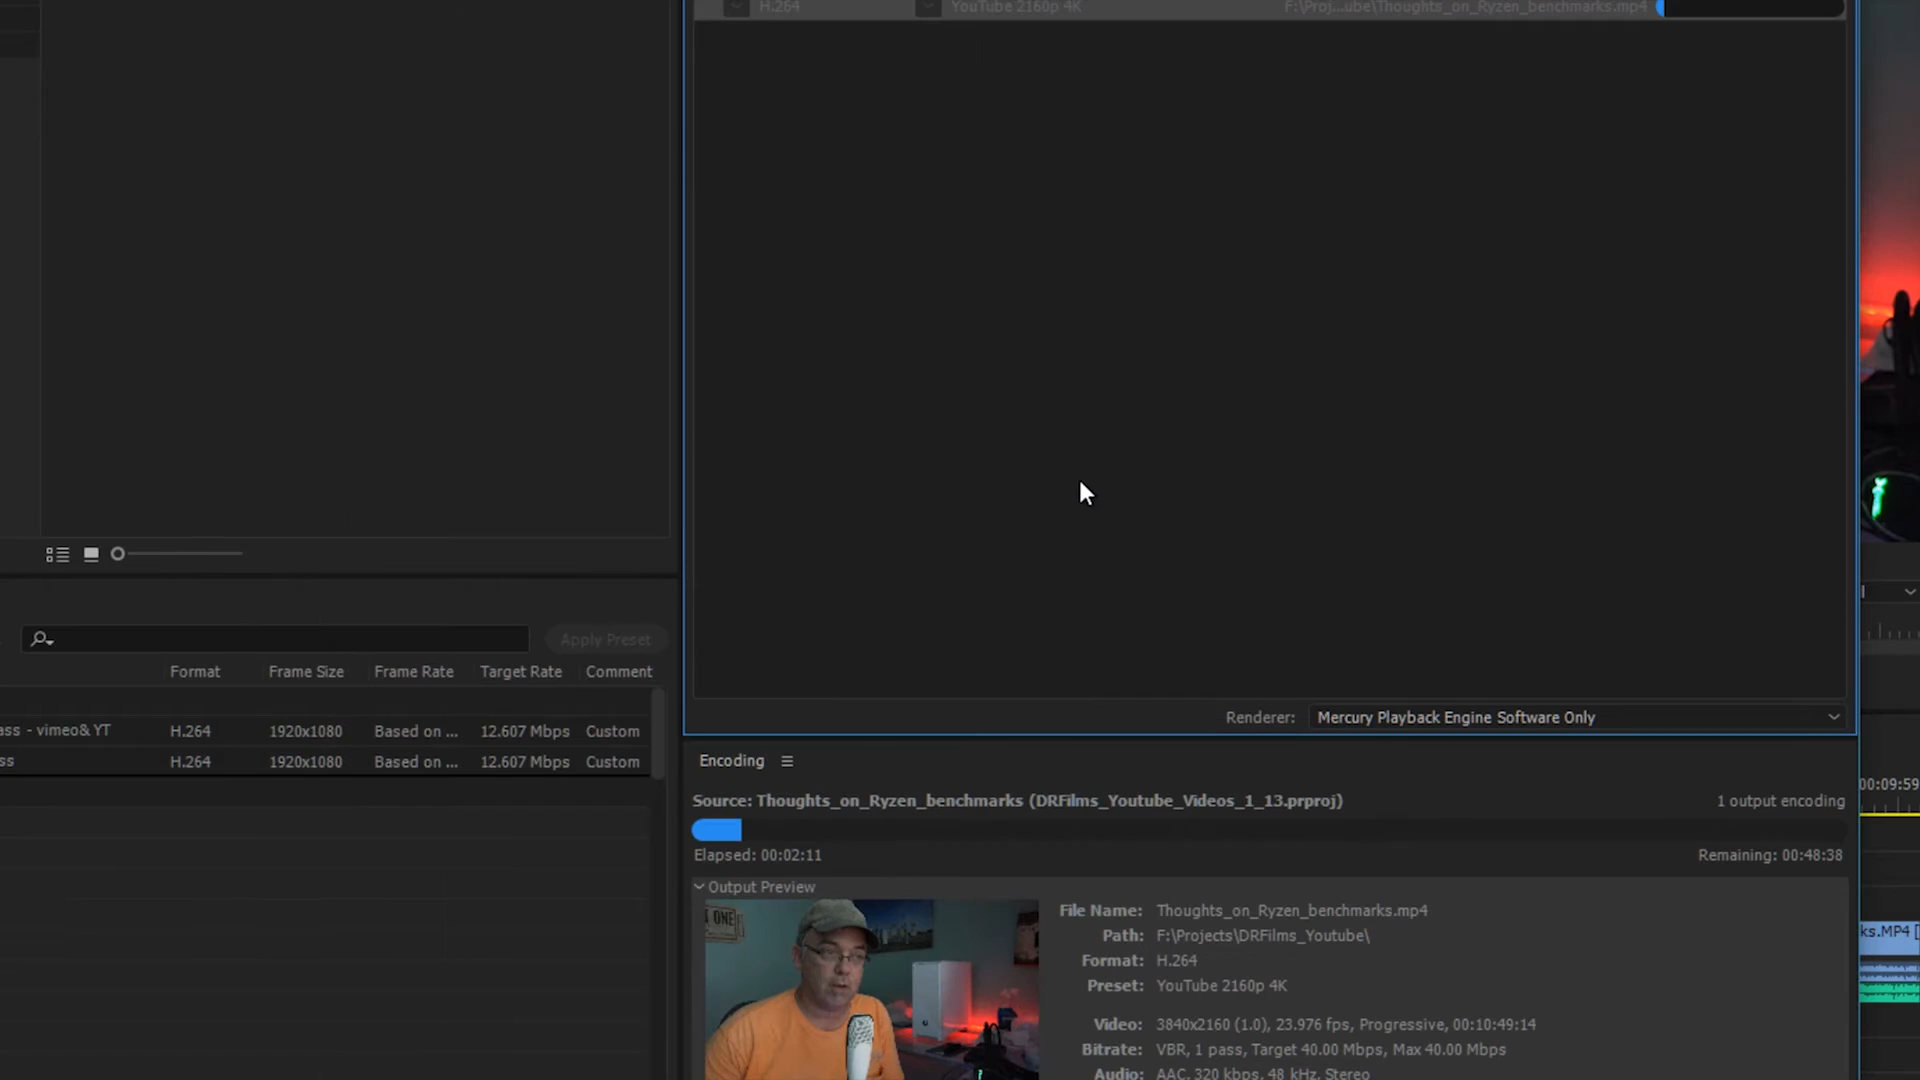 H.264 YouTube 2160p 4K F:\Proj...ube\Thoughts_on_Ryzen_benchmarks.mp4
Apply Preset
Format Frame Size Frame Rate Target Rate Comment
ass - vimeo& YT H.264 1920x1080 Based on ... 12.607 Mbps Custom
ss H.264 1920x1080 Based on ... 12.607 Mbps Custom
Renderer: Mercury Playback Engine Software Only
Encoding
Source: Thoughts_on_Ryzen_benchmarks (DRFilms_Youtube_Videos_1_13.prproj) 1 output encoding
Elapsed: 00:02:11 Remaining: 00:48:38
Output Preview
File Name: Thoughts_on_Ryzen_benchmarks.mp4
Path: F:\Projects\DRFilms_Youtube\
Format: H.264
Preset: YouTube 2160p 4K
Video: 3840x2160 (1.0), 23.976 fps, Progressive, 00:10:49:14
Bitrate: VBR, 1 pass, Target 40.00 Mbps, Max 40.00 Mbps
Audio: AAC, 320 kbps, 48 kHz, Stereo
ONE
00:09:59
ks.MP4 [